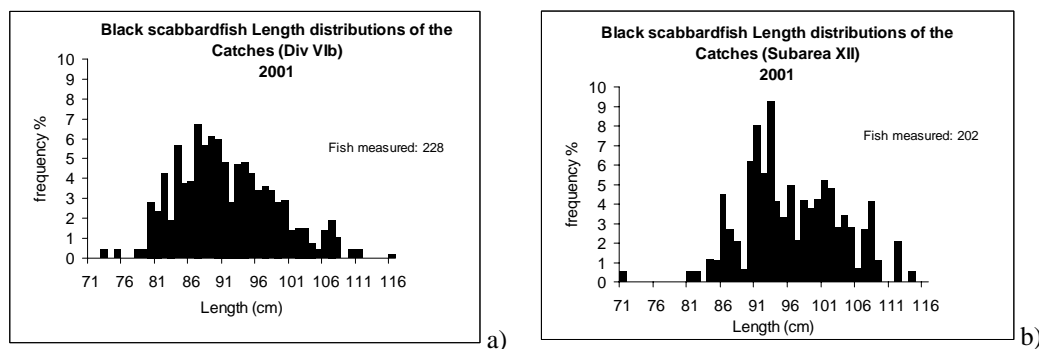 Black scabbardfish Length distributions of the
Catches (Div VIb)
2001
10
9
8
7
6
5
4
3
2
1
0
frequency %
Fish measured: 228
71 76 81 86 91 96 101 106 111 116
Length (cm)
a)
Black scabbardfish Length distributions of the
Catches (Subarea XII)
2001
10
9
8
7
6
5
4
3
2
1
0
frequency %
Fish measured: 202
71 76 81 86 91 96 101 106 111 116
Length (cm)
b)